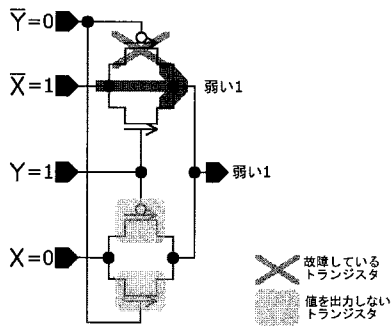 Y̅=0
X̅=1
弱い1
Y=1
弱い1
X=0
故障している
トランジスタ
値を出力しない
トランジスタ